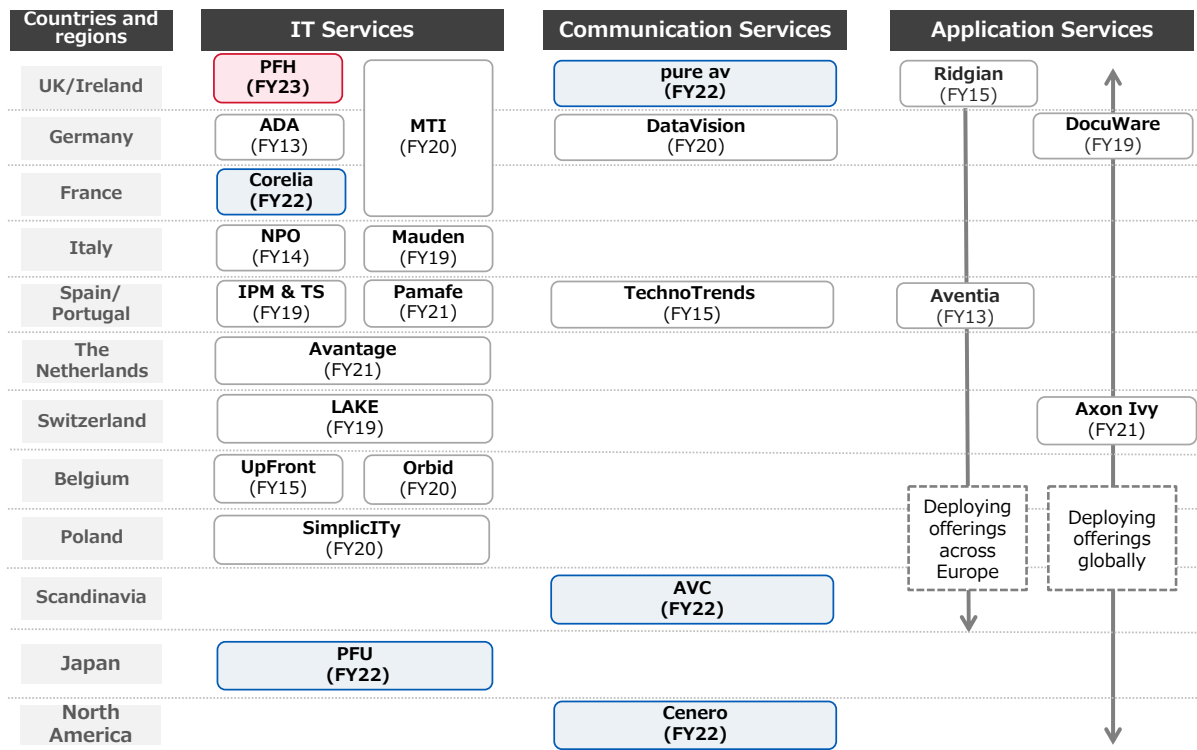 Countries and
regions
IT Services
Communication Services
Application Services
UK/Ireland
PFH
(FY23)
MTI
(FY20)
pure av
(FY22)
Ridgian
(FY15)
Germany
ADA
(FY13)
DataVision
(FY20)
DocuWare
(FY19)
France
Corelia
(FY22)
Italy
NPO
(FY14)
Mauden
(FY19)
Spain/
Portugal
IPM & TS
(FY19)
Pamafe
(FY21)
TechnoTrends
(FY15)
Aventia
(FY13)
The
Netherlands
Avantage
(FY21)
Switzerland
LAKE
(FY19)
Axon Ivy
(FY21)
Belgium
UpFront
(FY15)
Orbid
(FY20)
Poland
SimplicITy
(FY20)
Deploying
offerings
across
Europe
Deploying
offerings
globally
Scandinavia
AVC
(FY22)
Japan
PFU
(FY22)
North
America
Cenero
(FY22)